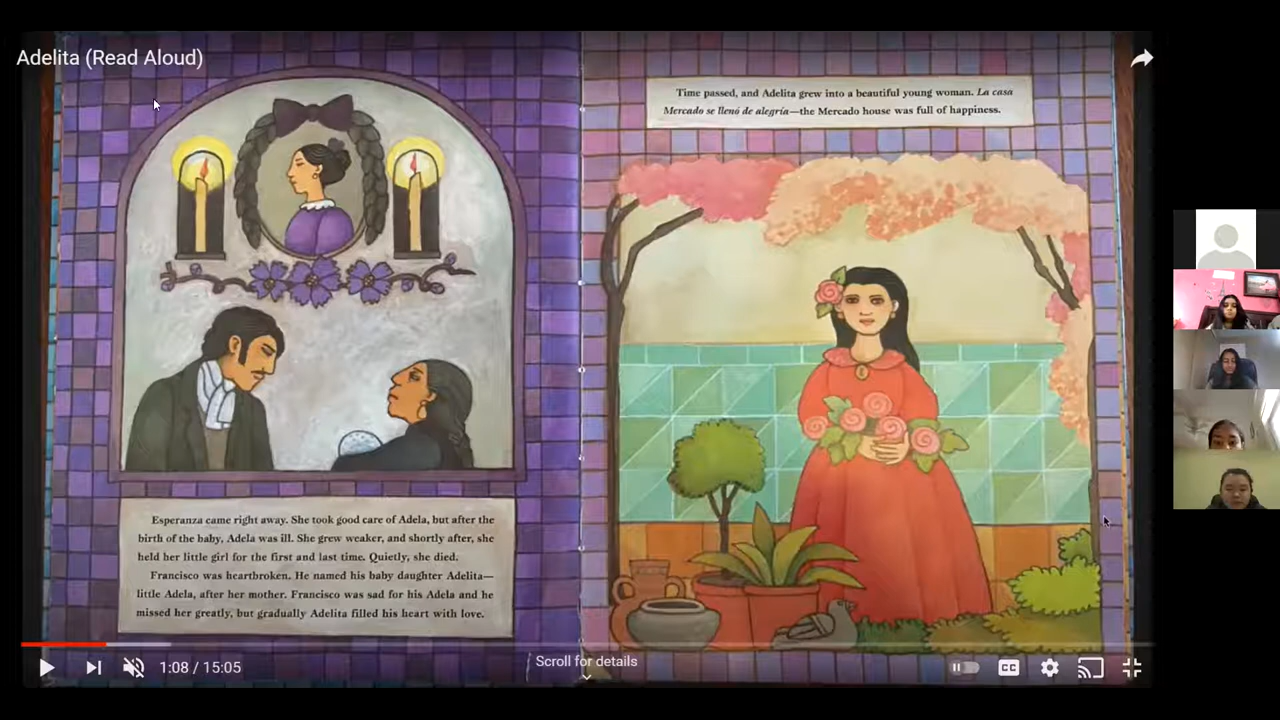 Adelita (Read Aloud)
Time passed, and Adelita grew into a beautiful young woman. La casa
Mercado se llenó de alegría—the Mercado house was full of happiness.
Esperanza came right away. She took good care of Adela, but after the
birth of the baby, Adela was ill. She grew weaker, and shortly after, she
held her little girl for the first and last time. Quietly, she died.
Francisco was heartbroken. He named his baby daughter Adelita—
little Adela, after her mother. Francisco was sad for his Adela and he
missed her greatly, but gradually Adelita filled his heart with love.
1:08 / 15:05
Scroll for details
CC